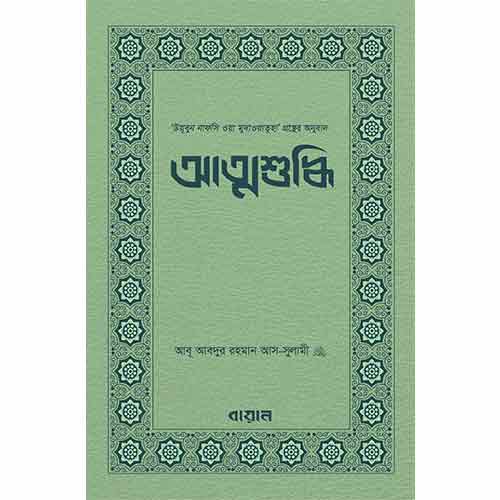 'উয়ূবুন নাফসি ওয়া মুদাওয়াতুহা' গ্রন্থের অনুবাদ
আত্মশুদ্ধি
আবূ আবদুর রহমান আস-সুলামী
বায়ান